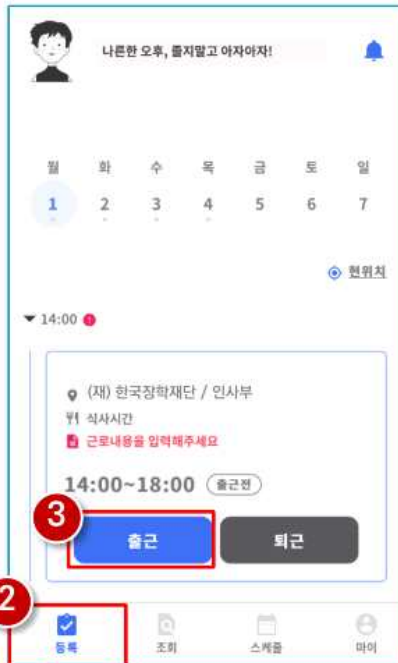 나른한 오후, 졸지말고 아자아자!
월 화 수 목 금 토 일
1 2 3 4 5 6 7
현위치
14:00
(재) 한국장학재단 / 인사부
식사시간
근로내용을 입력해주세요
14:00~18:00 출근전
3
출근 퇴근
2
등록 조회 스케줄 마이